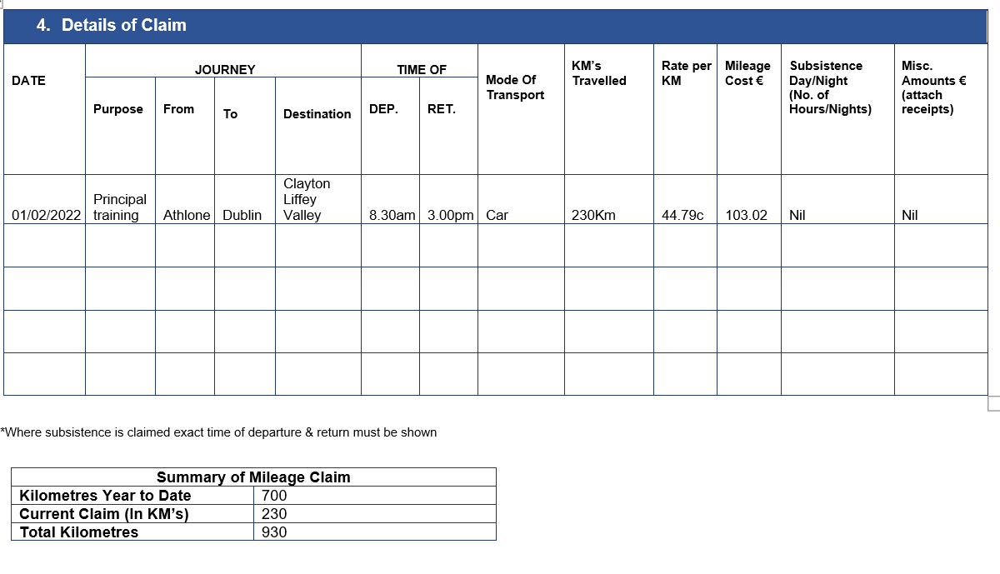 4. Details of Claim
DATE
JOURNEY
TIME OF
Mode Of
Transport
KM’s
Travelled
Rate per
KM
Mileage
Cost €
Subsistence
Day/Night
(No. of
Hours/Nights)
Misc.
Amounts €
(attach
receipts)
Purpose
From
To
Destination
DEP.
RET.
01/02/2022
Principal
training
Athlone
Dublin
Clayton
Liffey
Valley
8.30am
3.00pm
Car
230Km
44.79c
103.02
Nil
Nil
*Where subsistence is claimed exact time of departure & return must be shown
Summary of Mileage Claim
Kilometres Year to Date 700
Current Claim (In KM’s) 230
Total Kilometres 930